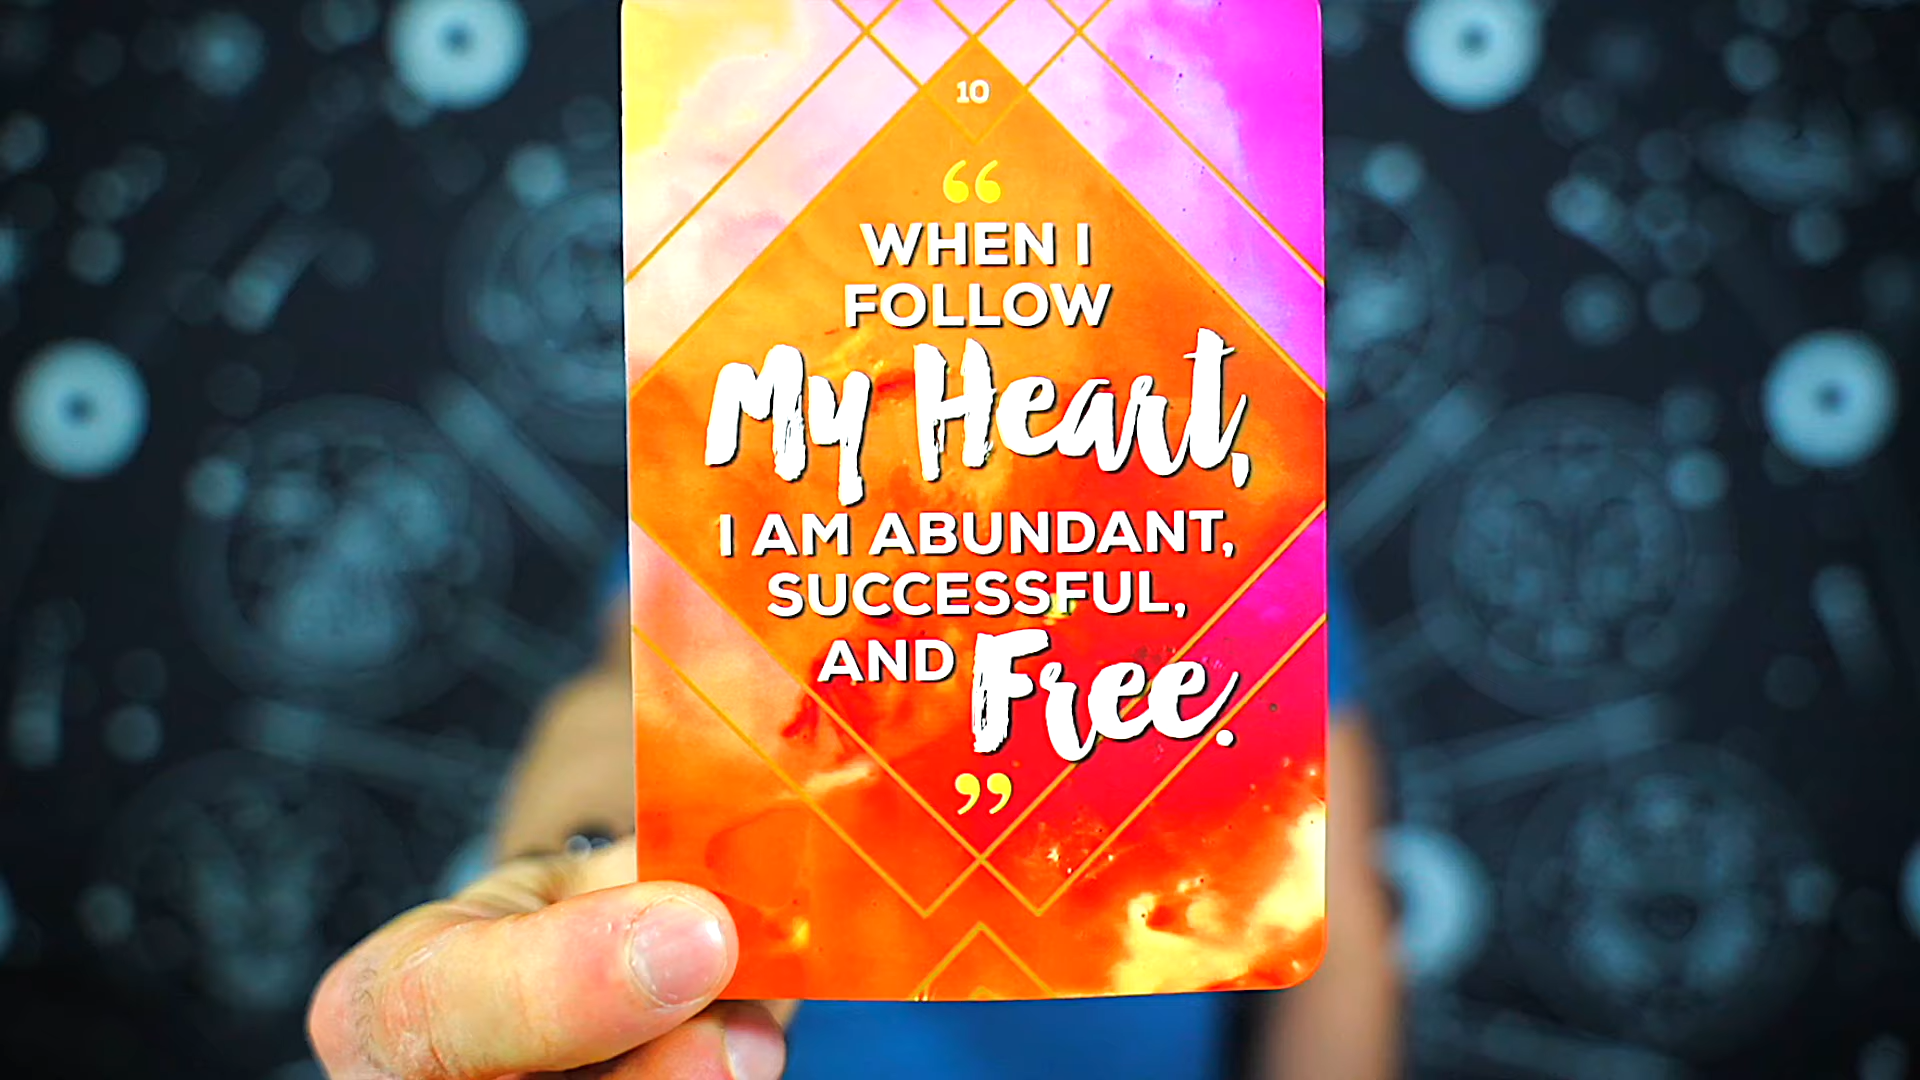 10
“
WHEN I
FOLLOW
My Heart,
I AM ABUNDANT,
SUCCESSFUL,
AND Free.
”